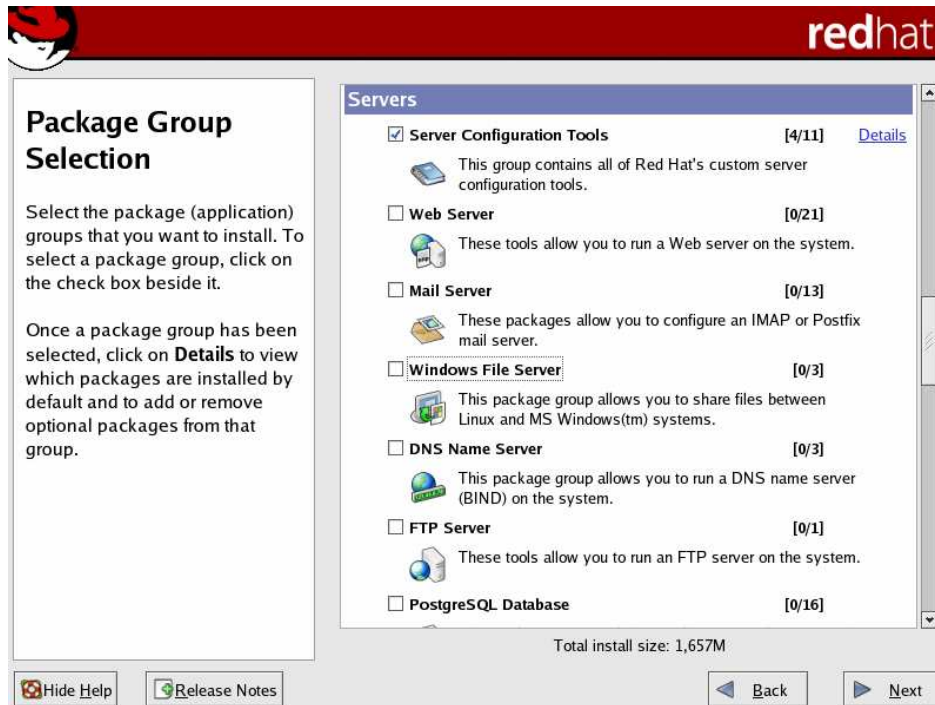 redhat
Package Group
Selection
Select the package (application)
groups that you want to install. To
select a package group, click on
the check box beside it.
Once a package group has been
selected, click on Details to view
which packages are installed by
default and to add or remove
optional packages from that
group.
Servers
Server Configuration Tools [4/11] Details
This group contains all of Red Hat's custom server
configuration tools.
Web Server [0/21]
These tools allow you to run a Web server on the system.
Mail Server [0/13]
These packages allow you to configure an IMAP or Postfix
mail server.
Windows File Server [0/3]
This package group allows you to share files between
Linux and MS Windows(tm) systems.
DNS Name Server [0/3]
This package group allows you to run a DNS name server
(BIND) on the system.
FTP Server [0/1]
These tools allow you to run an FTP server on the system.
PostgreSQL Database [0/16]
Total install size: 1,657M
Hide Help Release Notes Back Next